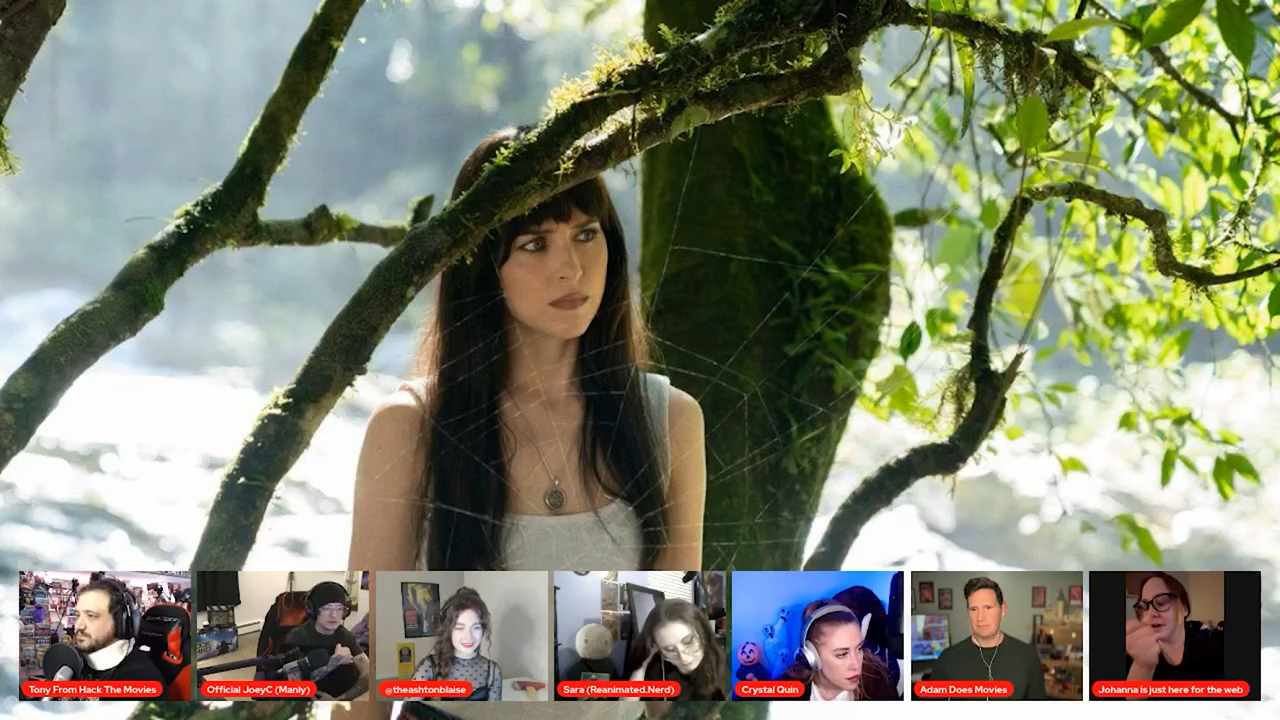 Tony From Hack The Movies
Official JoeyC (Manly)
@theashtonblaise
Sara (Reanimated.Nerd)
Crystal Quin
Adam Does Movies
Johanna is just here for the web